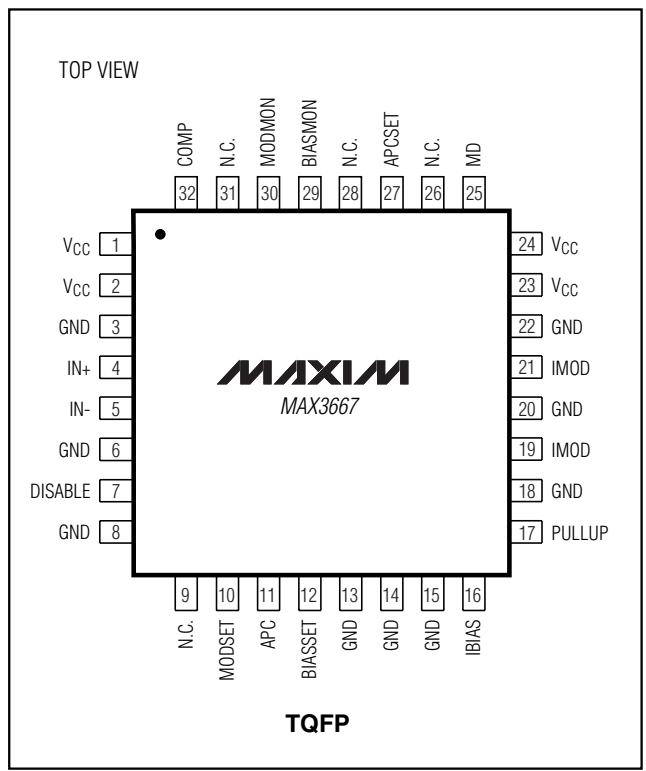 TOP VIEW
COMP
N.C.
MODMON
BIASMON
N.C.
APCSET
N.C.
MD
32 31 30 29 28 27 26 25
VCC 1
VCC 2
GND 3
IN+ 4
IN- 5
GND 6
DISABLE 7
GND 8
24 VCC
23 VCC
22 GND
21 IMOD
20 GND
19 IMOD
18 GND
17 PULLUP
MAXIM
MAX3667
9 10 11 12 13 14 15 16
N.C.
MODSET
APC
BIASSET
GND
GND
GND
IBIAS
TQFP